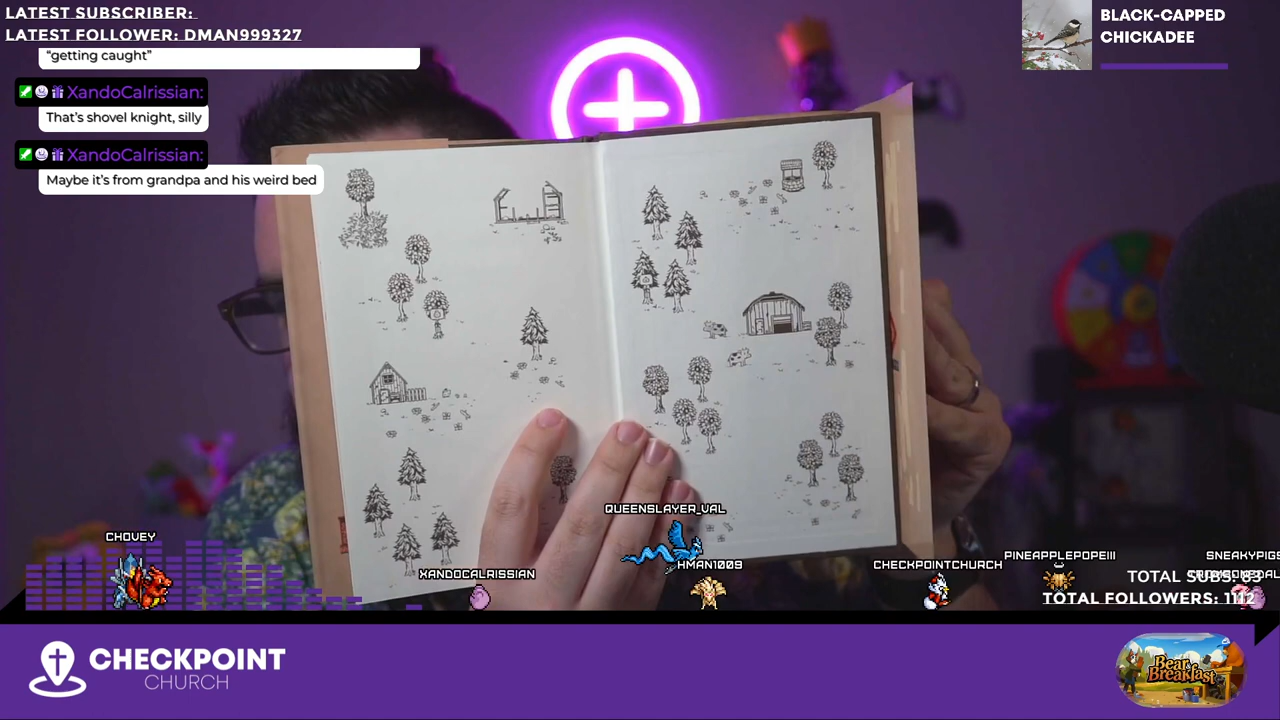 LATEST SUBSCRIBER:
LATEST FOLLOWER: DMAN999327
“getting caught”
XandoCalrissian:
That’s shovel knight, silly
XandoCalrissian:
Maybe it’s from grandpa and his weird bed
BLACK-CAPPED
CHICKADEE
QUEENSLAYER_VAL
CHOVEY
XANDOCALRISSIAN
HMAN1009
CHECKPOINTCHURCH
PINEAPPLEPOPEIII
SNEAKYPIGS
TOTAL SUBS:
TOTAL FOLLOWERS: 1112
CHECKPOINT
CHURCH
Bear
Breakfast